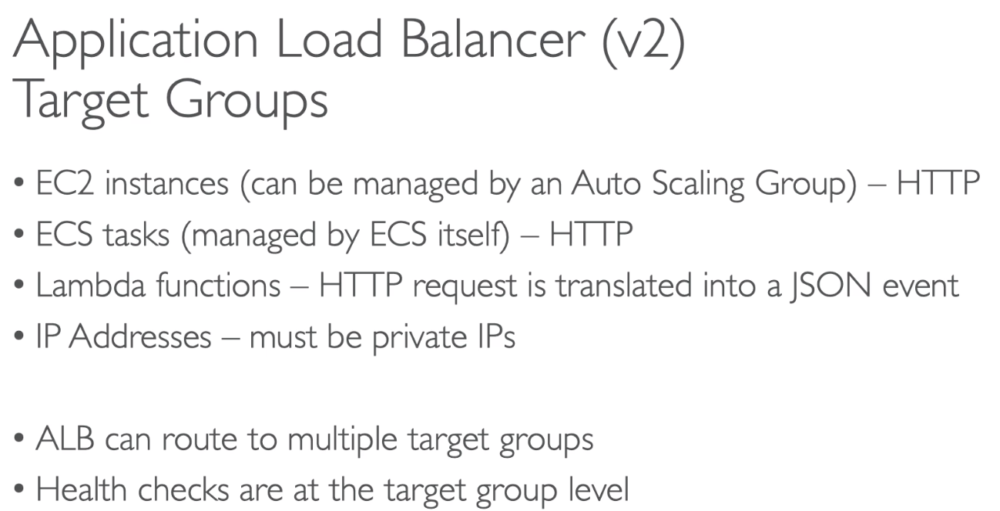 Application Load Balancer (v2)
Target Groups
• EC2 instances (can be managed by an Auto Scaling Group) – HTTP
• ECS tasks (managed by ECS itself) – HTTP
• Lambda functions – HTTP request is translated into a JSON event
• IP Addresses – must be private IPs
• ALB can route to multiple target groups
• Health checks are at the target group level